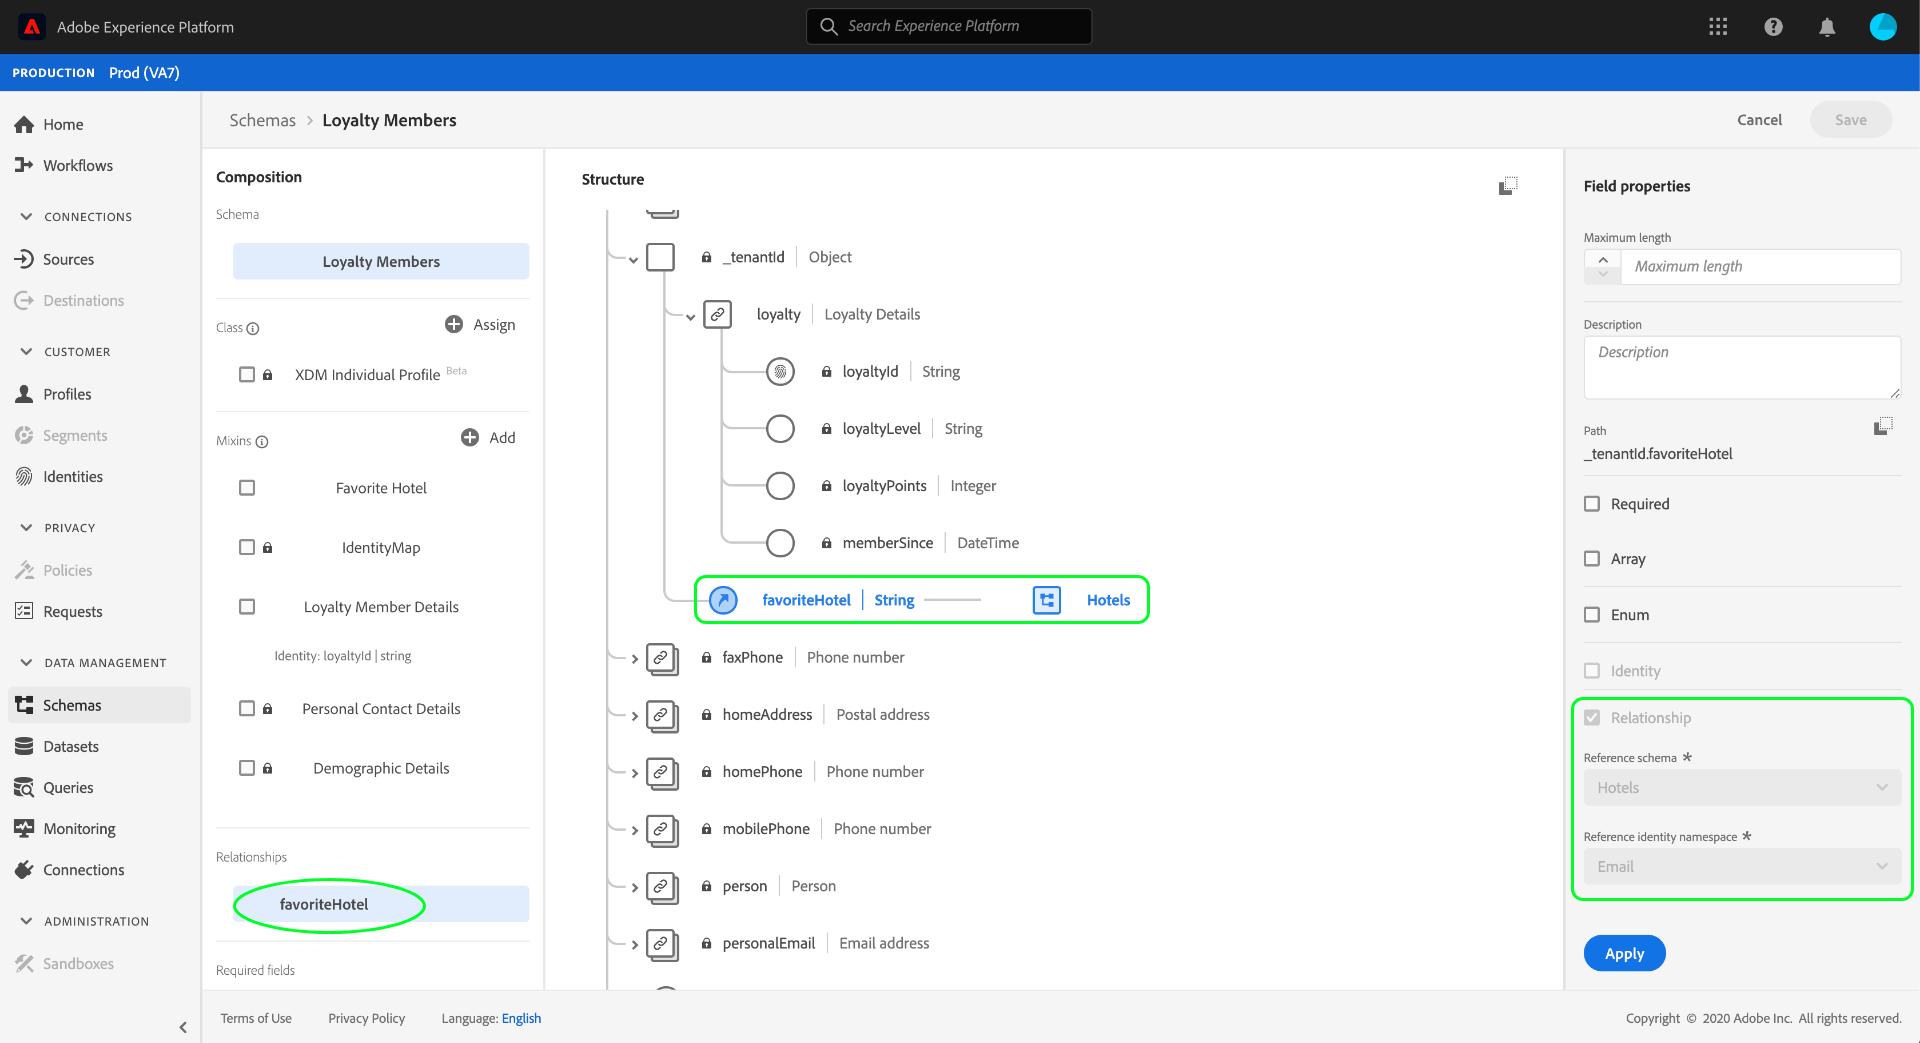 Adobe Experience Platform
Search Experience Platform
PRODUCTION Prod (VA7)
Home
Workflows
CONNECTIONS
Sources
Destinations
CUSTOMER
Profiles
Segments
Identities
PRIVACY
Policies
Requests
DATA MANAGEMENT
Schemas
Datasets
Queries
Monitoring
Connections
ADMINISTRATION
Sandboxes
Schemas > Loyalty Members
Cancel
Save
Composition
Schema
Loyalty Members
Class
Assign
XDM Individual Profile Beta
Mixins
Add
Favorite Hotel
IdentityMap
Loyalty Member Details
Identity: loyaltyId | string
Personal Contact Details
Demographic Details
Relationships
favoriteHotel
Required fields
Structure
_tenantId | Object
loyalty | Loyalty Details
loyaltyId | String
loyaltyLevel | String
loyaltyPoints | Integer
memberSince | DateTime
favoriteHotel | String Hotels
faxPhone | Phone number
homeAddress | Postal address
homePhone | Phone number
mobilePhone | Phone number
person | Person
personalEmail | Email address
Field properties
Maximum length
Maximum length
Description
Description
Path
_tenantId.favoriteHotel
Required
Array
Enum
Identity
Relationship
Reference schema *
Hotels
Reference identity namespace *
Email
Apply
Terms of Use
Privacy Policy
Language: English
Copyright © 2020 Adobe Inc. All rights reserved.